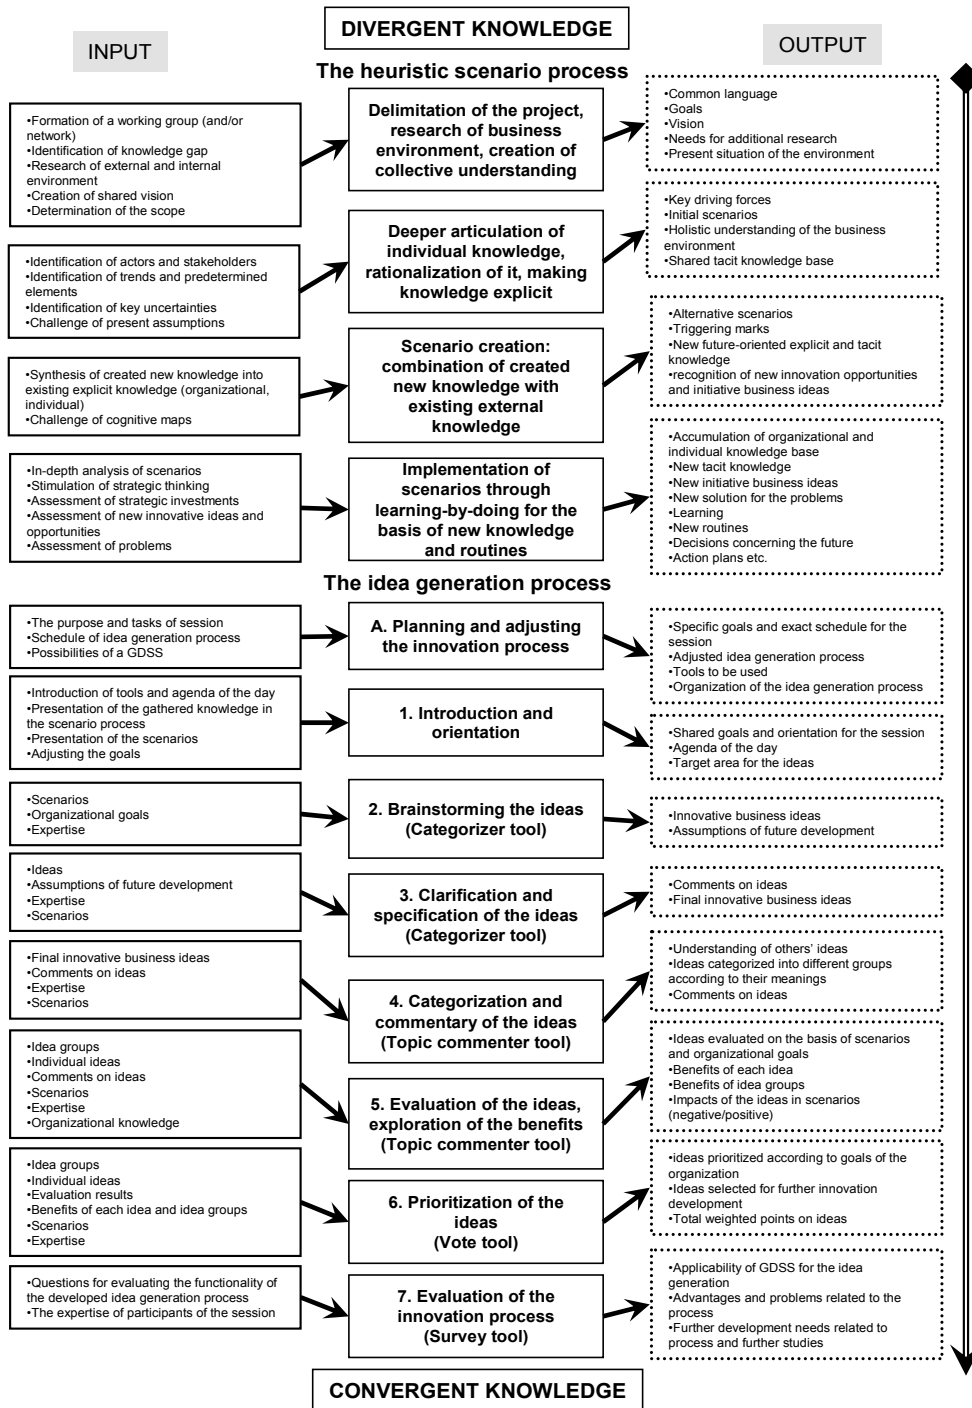 DIVERGENT KNOWLEDGE
INPUT
OUTPUT
The heuristic scenario process
•Formation of a working group (and/or
network)
•Identification of knowledge gap
•Research of external and internal
environment
•Creation of shared vision
•Determination of the scope
Delimitation of the project,
research of business
environment, creation of
collective understanding
•Common language
•Goals
•Vision
•Needs for additional research
•Present situation of the environment
•Identification of actors and stakeholders
•Identification of trends and predetermined
elements
•Identification of key uncertainties
•Challenge of present assumptions
Deeper articulation of
individual knowledge,
rationalization of it, making
knowledge explicit
•Key driving forces
•Initial scenarios
•Holistic understanding of the business
environment
•Shared tacit knowledge base
•Synthesis of created new knowledge into
existing explicit knowledge (organizational,
individual)
•Challenge of cognitive maps
Scenario creation:
combination of created
new knowledge with
existing external
knowledge
•Alternative scenarios
•Triggering marks
•New future-oriented explicit and tacit
knowledge
•recognition of new innovation opportunities
and initiative business ideas
•In-depth analysis of scenarios
•Stimulation of strategic thinking
•Assessment of strategic investments
•Assessment of new innovative ideas and
opportunities
•Assessment of problems
Implementation of
scenarios through
learning-by-doing for the
basis of new knowledge
and routines
•Accumulation of organizational and
individual knowledge base
•New tacit knowledge
•New initiative business ideas
•New solution for the problems
•Learning
•New routines
•Decisions concerning the future
•Action plans etc.
The idea generation process
•The purpose and tasks of session
•Schedule of idea generation process
•Possibilities of a GDSS
A. Planning and adjusting
the innovation process
•Specific goals and exact schedule for the
session
•Adjusted idea generation process
•Tools to be used
•Organization of the idea generation process
•Introduction of tools and agenda of the day
•Presentation of the gathered knowledge in
the scenario process
•Presentation of the scenarios
•Adjusting the goals
1. Introduction and
orientation
•Shared goals and orientation for the session
•Agenda of the day
•Target area for the ideas
•Scenarios
•Organizational goals
•Expertise
2. Brainstorming the ideas
(Categorizer tool)
•Innovative business ideas
•Assumptions of future development
•Ideas
•Assumptions of future development
•Expertise
•Scenarios
3. Clarification and
specification of the ideas
(Categorizer tool)
•Comments on ideas
•Final innovative business ideas
•Final innovative business ideas
•Comments on ideas
•Expertise
•Scenarios
4. Categorization and
commentary of the ideas
(Topic commenter tool)
•Understanding of others’ ideas
•Ideas categorized into different groups
according to their meanings
•Comments on ideas
•Idea groups
•Individual ideas
•Comments on ideas
•Scenarios
•Expertise
•Organizational knowledge
5. Evaluation of the ideas,
exploration of the benefits
(Topic commenter tool)
•Ideas evaluated on the basis of scenarios
and organizational goals
•Benefits of each idea
•Benefits of idea groups
•Impacts of the ideas in scenarios
(negative/positive)
•Idea groups
•Individual ideas
•Evaluation results
•Benefits of each idea and idea groups
•Scenarios
•Expertise
6. Prioritization of the
ideas
(Vote tool)
•ideas prioritized according to goals of the
organization
•Ideas selected for further innovation
development
•Total weighted points on ideas
•Questions for evaluating the functionality of
the developed idea generation process
•The expertise of participants of the session
7. Evaluation of the
innovation process
(Survey tool)
•Applicability of GDSS for the idea
generation
•Advantages and problems related to the
process
•Further development needs related to
process and further studies
CONVERGENT KNOWLEDGE